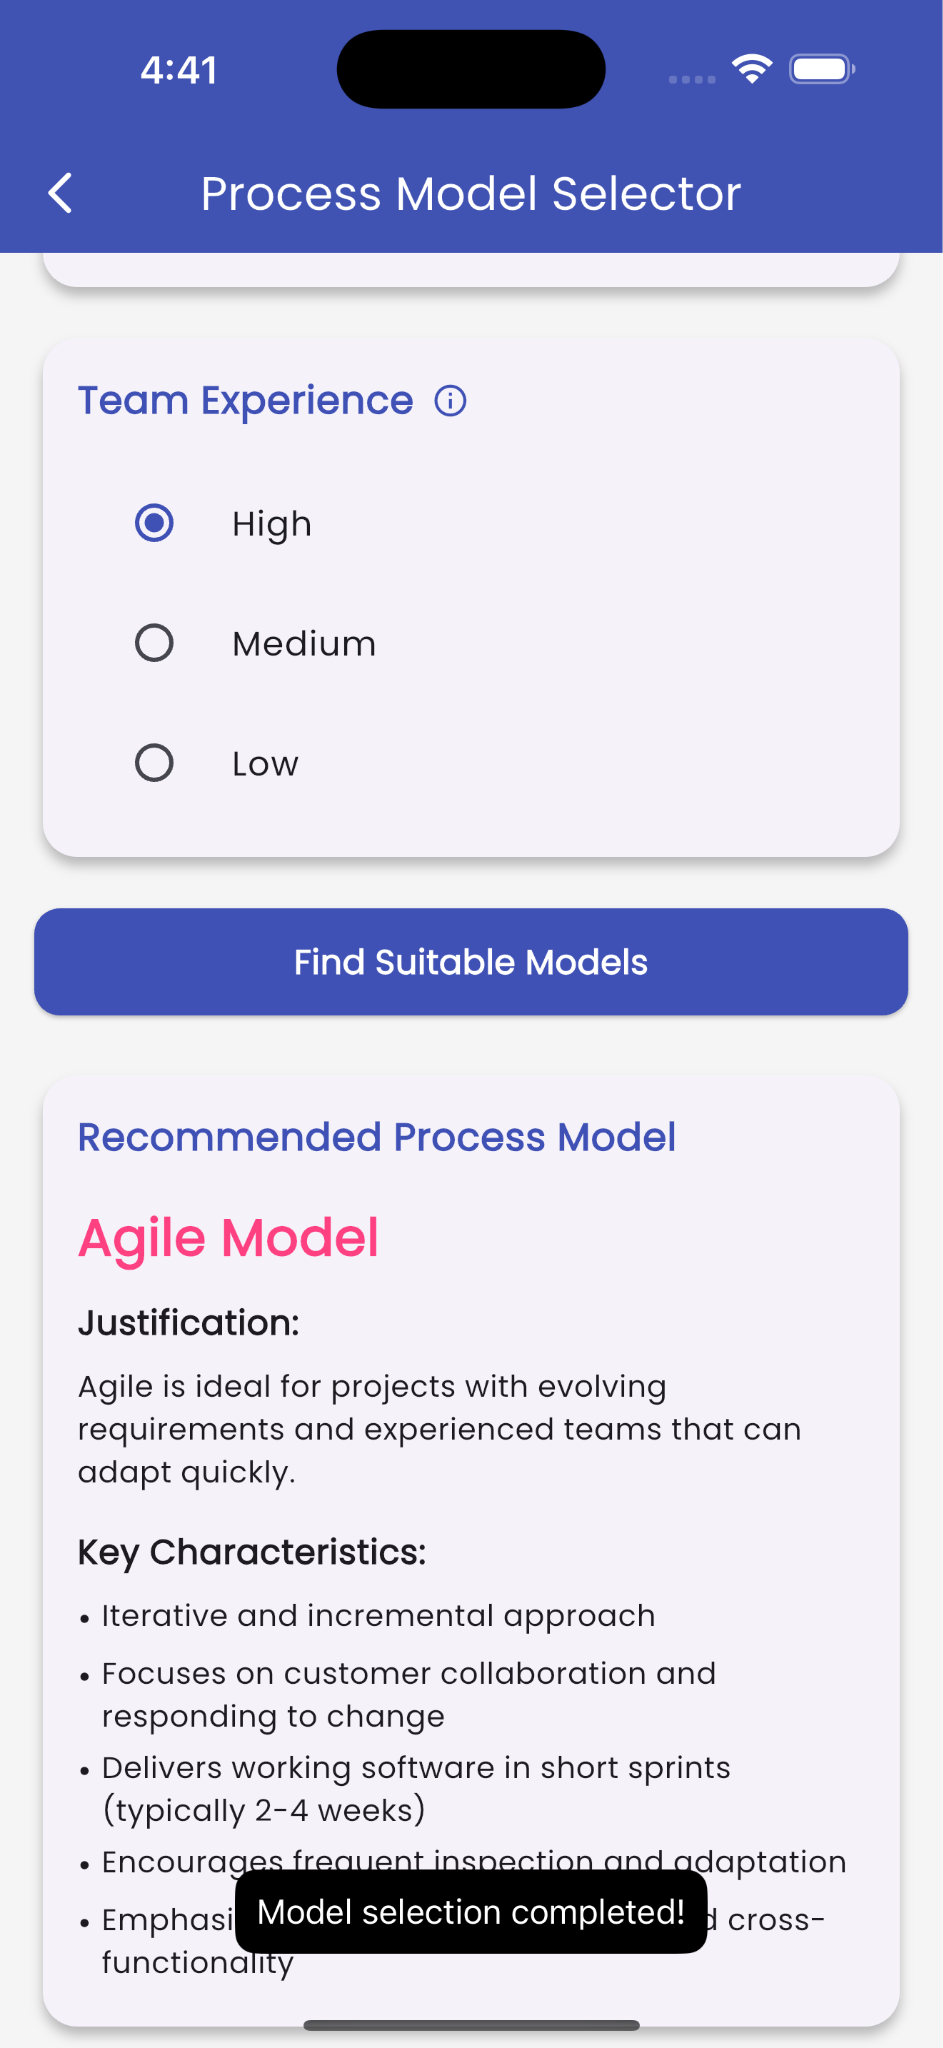 4:41
Process Model Selector
Team Experience
High
Medium
Low
Find Suitable Models
Recommended Process Model
Agile Model
Justification:
Agile is ideal for projects with evolving
requirements and experienced teams that can
adapt quickly.
Key Characteristics:
• Iterative and incremental approach
• Focuses on customer collaboration and
responding to change
• Delivers working software in short sprints
(typically 2-4 weeks)
• Encourages frequent inspection and adaptation
• cross-
functionality
Model selection completed!